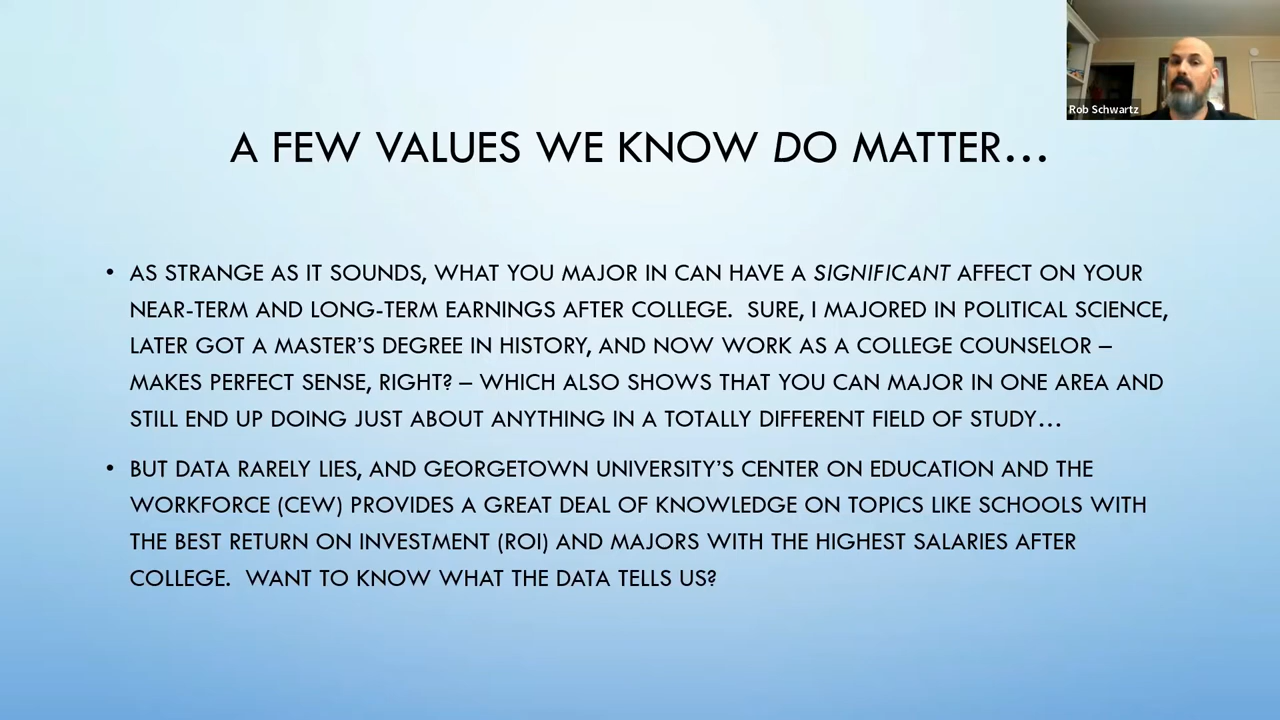 Rob Schwartz
A FEW VALUES WE KNOW DO MATTER…
• AS STRANGE AS IT SOUNDS, WHAT YOU MAJOR IN CAN HAVE A SIGNIFICANT AFFECT ON YOUR
NEAR-TERM AND LONG-TERM EARNINGS AFTER COLLEGE.  SURE, I MAJORED IN POLITICAL SCIENCE,
LATER GOT A MASTER’S DEGREE IN HISTORY, AND NOW WORK AS A COLLEGE COUNSELOR –
MAKES PERFECT SENSE, RIGHT? – WHICH ALSO SHOWS THAT YOU CAN MAJOR IN ONE AREA AND
STILL END UP DOING JUST ABOUT ANYTHING IN A TOTALLY DIFFERENT FIELD OF STUDY…
• BUT DATA RARELY LIES, AND GEORGETOWN UNIVERSITY’S CENTER ON EDUCATION AND THE
WORKFORCE (CEW) PROVIDES A GREAT DEAL OF KNOWLEDGE ON TOPICS LIKE SCHOOLS WITH
THE BEST RETURN ON INVESTMENT (ROI) AND MAJORS WITH THE HIGHEST SALARIES AFTER
COLLEGE.  WANT TO KNOW WHAT THE DATA TELLS US?